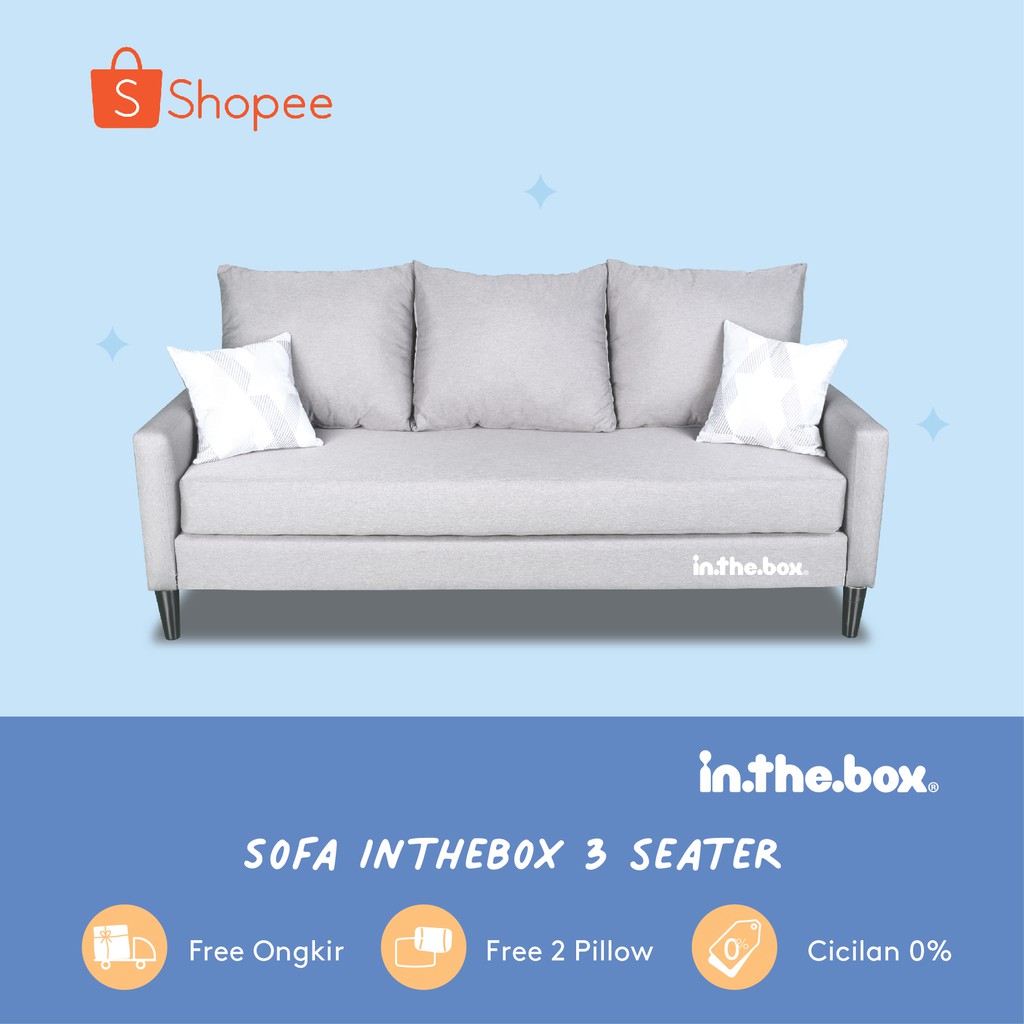 S Shopee
in.the.box®
in.the.box®
SOFA INTHEBOX 3 SEATER
Free Ongkir
Free 2 Pillow
0%
Cicilan 0%